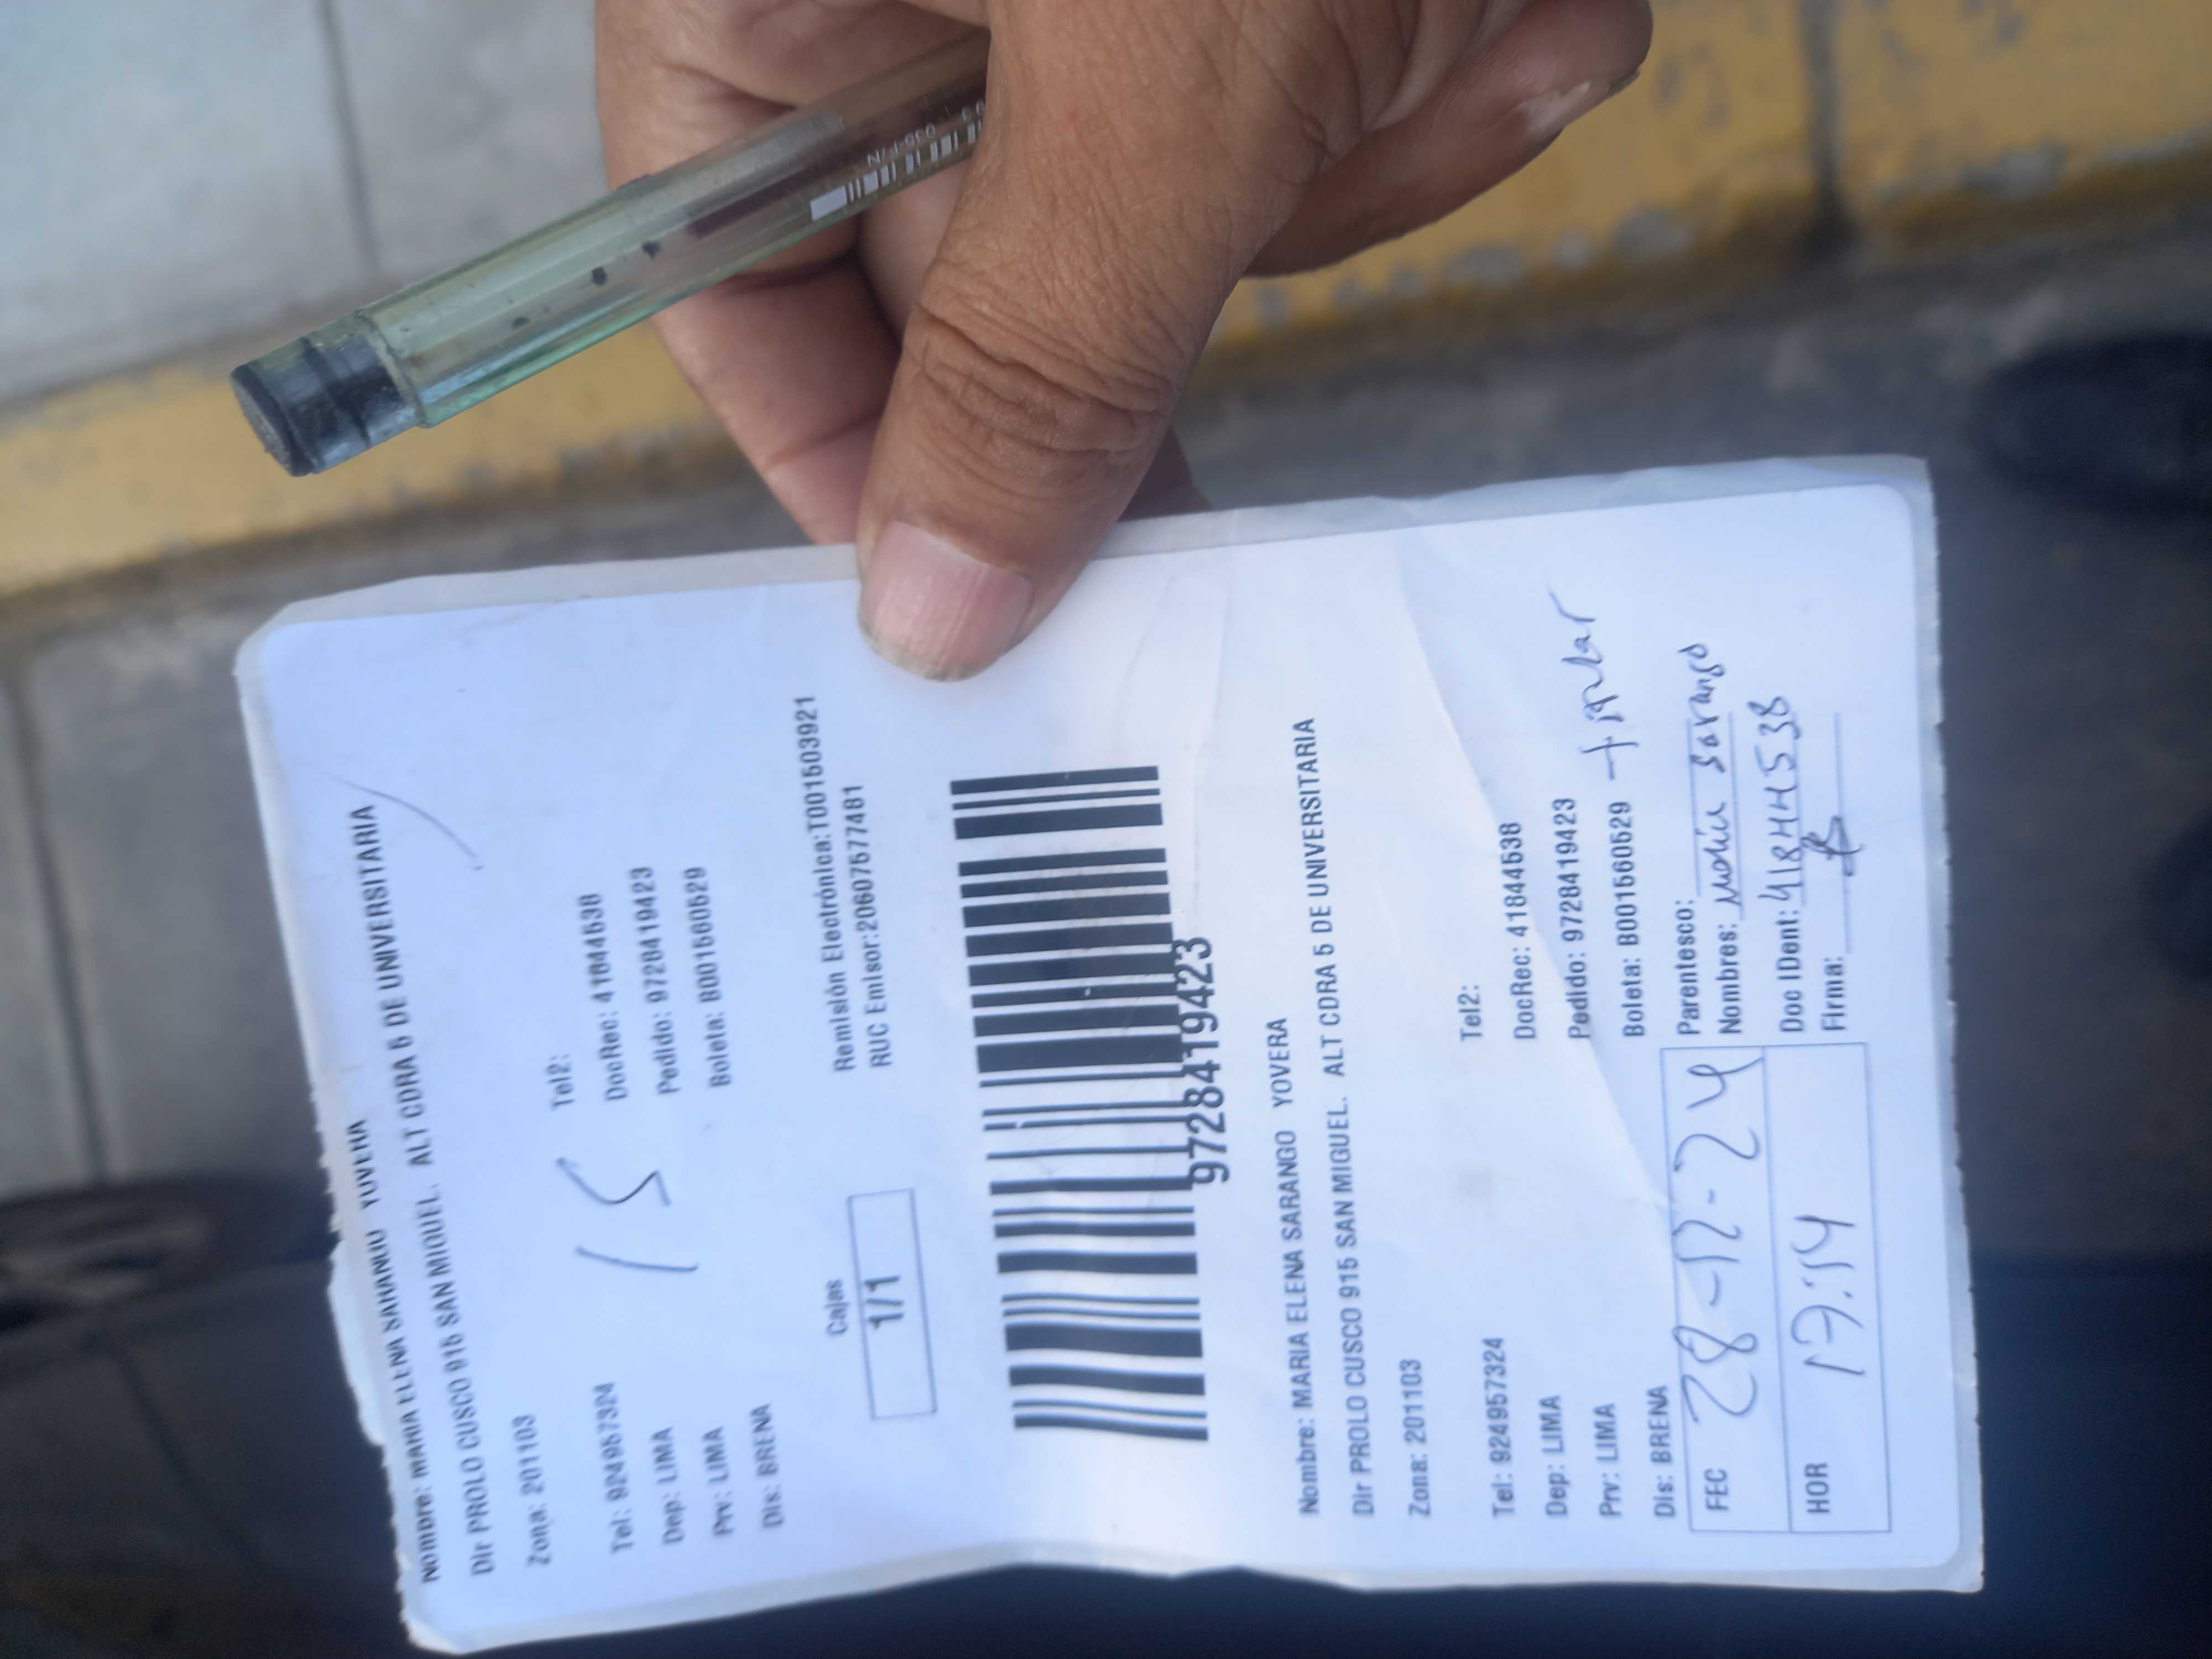 Nombre: MARIA ELENA SARANGO YOVERA
Dir PROLO CUSCO 915 SAN MIGUEL. ALT CDRA 5 DE UNIVERSITARIA
Zona: 201103
Tel: 924957324 Tel2:
Dep: LIMA DocRec: 41844538
Prv: LIMA Pedido: 972841942​3
Dis: BRENA Boleta: B001560529
15
Cajas
1/1
Remisión Electrónica:T001503921
RUC Emisor:20607577481
9728419423
Nombre: MARIA ELENA SARANGO YOVERA
Dir PROLO CUSCO 915 SAN MIGUEL. ALT CDRA 5 DE UNIVERSITARIA
Zona: 201103
Tel: 924957324 Tel2:
Dep: LIMA DocRec: 41844538
Prv: LIMA Pedido: 9728419423
Dis: BRENA Boleta: B001560529 - titular
FEC 28-12-24
HOR 17:14
Parentesco:
Nombres: Sarango
Doc IDent: 41844538
Firma: